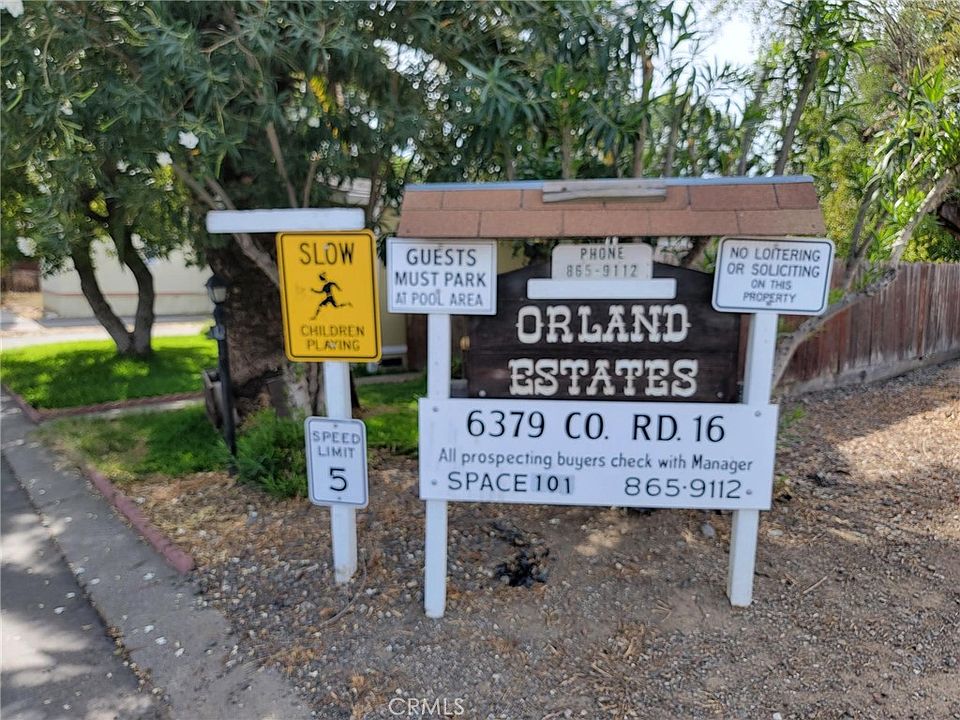 SLOW
CHILDREN
PLAYING
SPEED
LIMIT
5
GUESTS
MUST PARK
AT POOL AREA
PHONE
865-9112
NO LOITERING
OR SOLICITING
ON THIS
PROPERTY
ORLAND
ESTATES
6379 CO. RD. 16
All prospecting buyers check with Manager
SPACE 101 865-9112
CRMLS